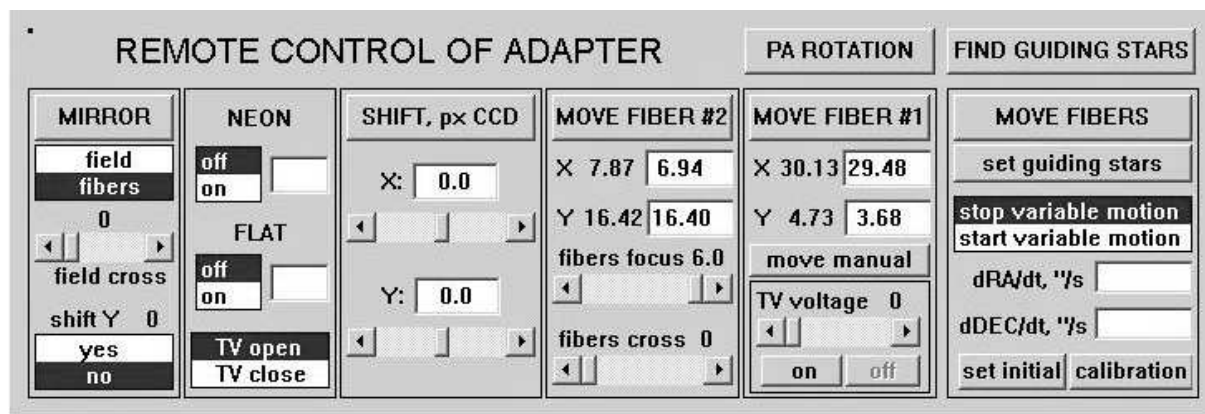 REMOTE CONTROL OF ADAPTER
PA ROTATION
FIND GUIDING STARS
MIRROR
field
fibers
0
field cross
shift Y 0
yes
no
NEON
off
on
FLAT
off
on
TV open
TV close
SHIFT, px CCD
X: 0.0
Y: 0.0
MOVE FIBER #2
X 7.87 6.94
Y 16.42 16.40
fibers focus 6.0
fibers cross 0
MOVE FIBER #1
X 30.13 29.48
Y 4.73 3.68
move manual
TV voltage 0
on off
MOVE FIBERS
set guiding stars
stop variable motion
start variable motion
dRA/dt, "/s
dDEC/dt, "/s
set initial calibration